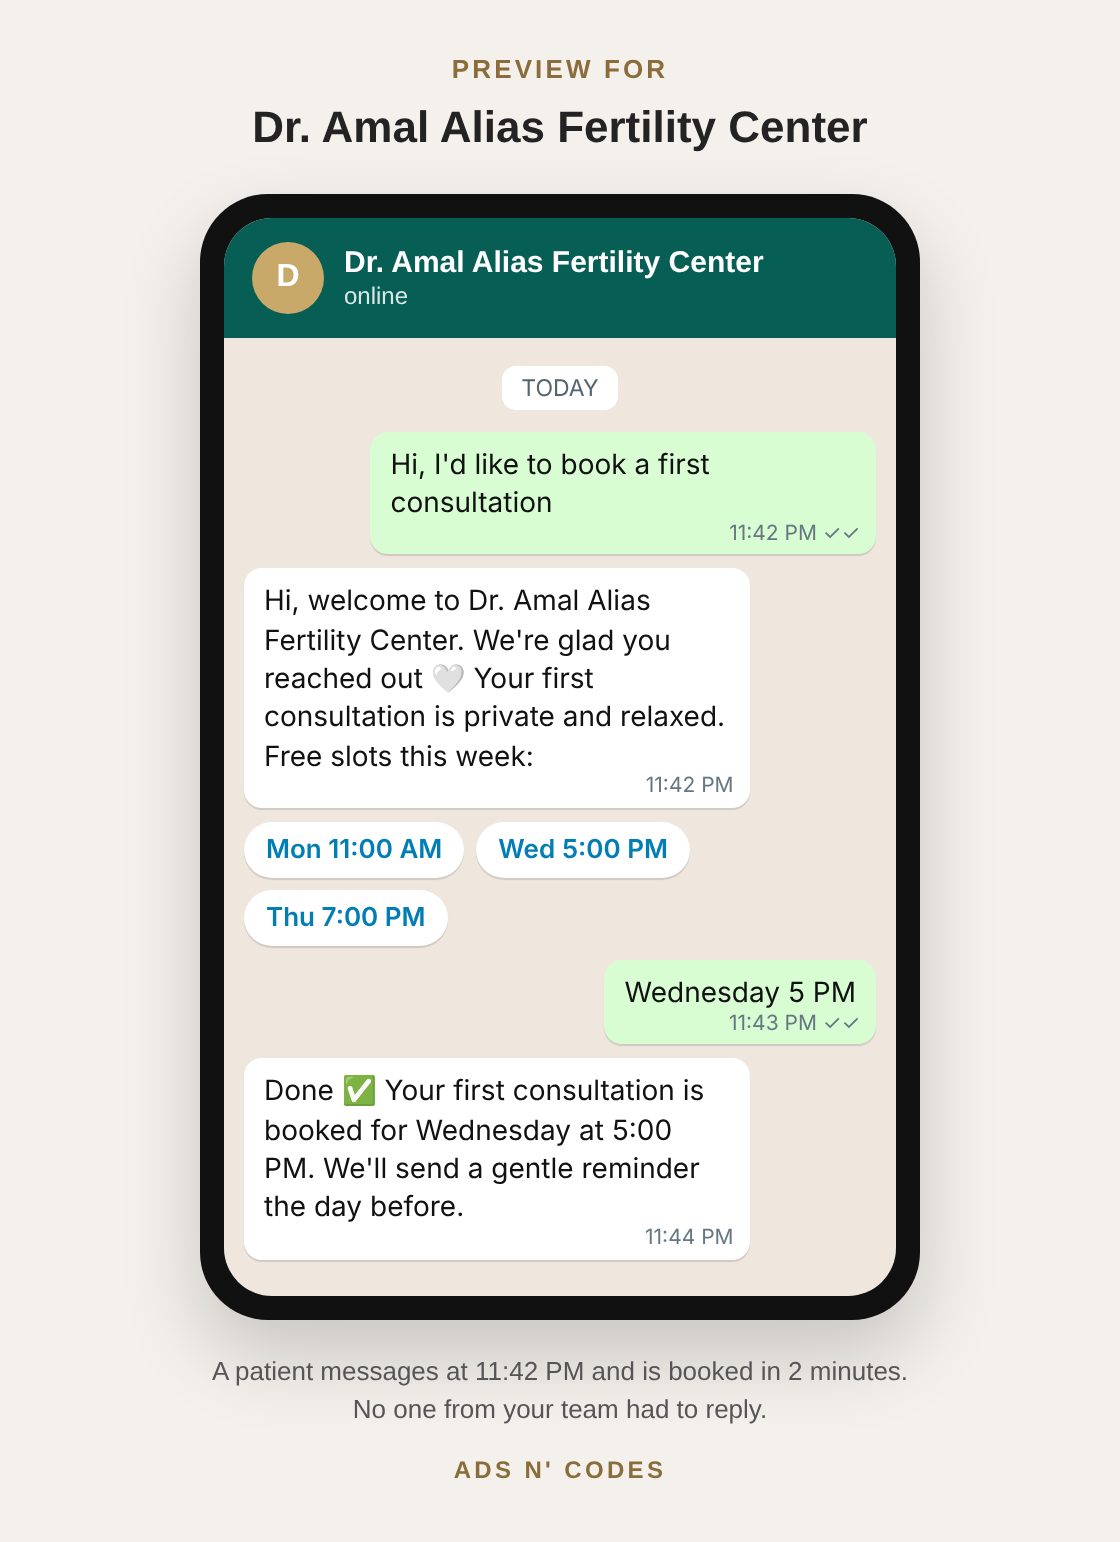 PREVIEW FOR
Dr. Amal Alias Fertility Center
D
Dr. Amal Alias Fertility Center
online
TODAY
Hi, I'd like to book a first
consultation
11:42 PM ✓✓
Hi, welcome to Dr. Amal Alias
Fertility Center. We're glad you
reached out 🤍 Your first
consultation is private and relaxed.
Free slots this week:
11:42 PM
Mon 11:00 AM Wed 5:00 PM
Thu 7:00 PM
Wednesday 5 PM
11:43 PM ✓✓
Done ✅ Your first consultation is
booked for Wednesday at 5:00
PM. We'll send a gentle reminder
the day before.
11:44 PM
A patient messages at 11:42 PM and is booked in 2 minutes.
No one from your team had to reply.
ADS N' CODES